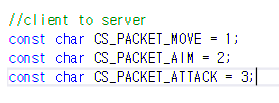 //client to server
const char CS_PACKET_MOVE = 1;
const char CS_PACKET_AIM = 2;
const char CS_PACKET_ATTACK = 3;